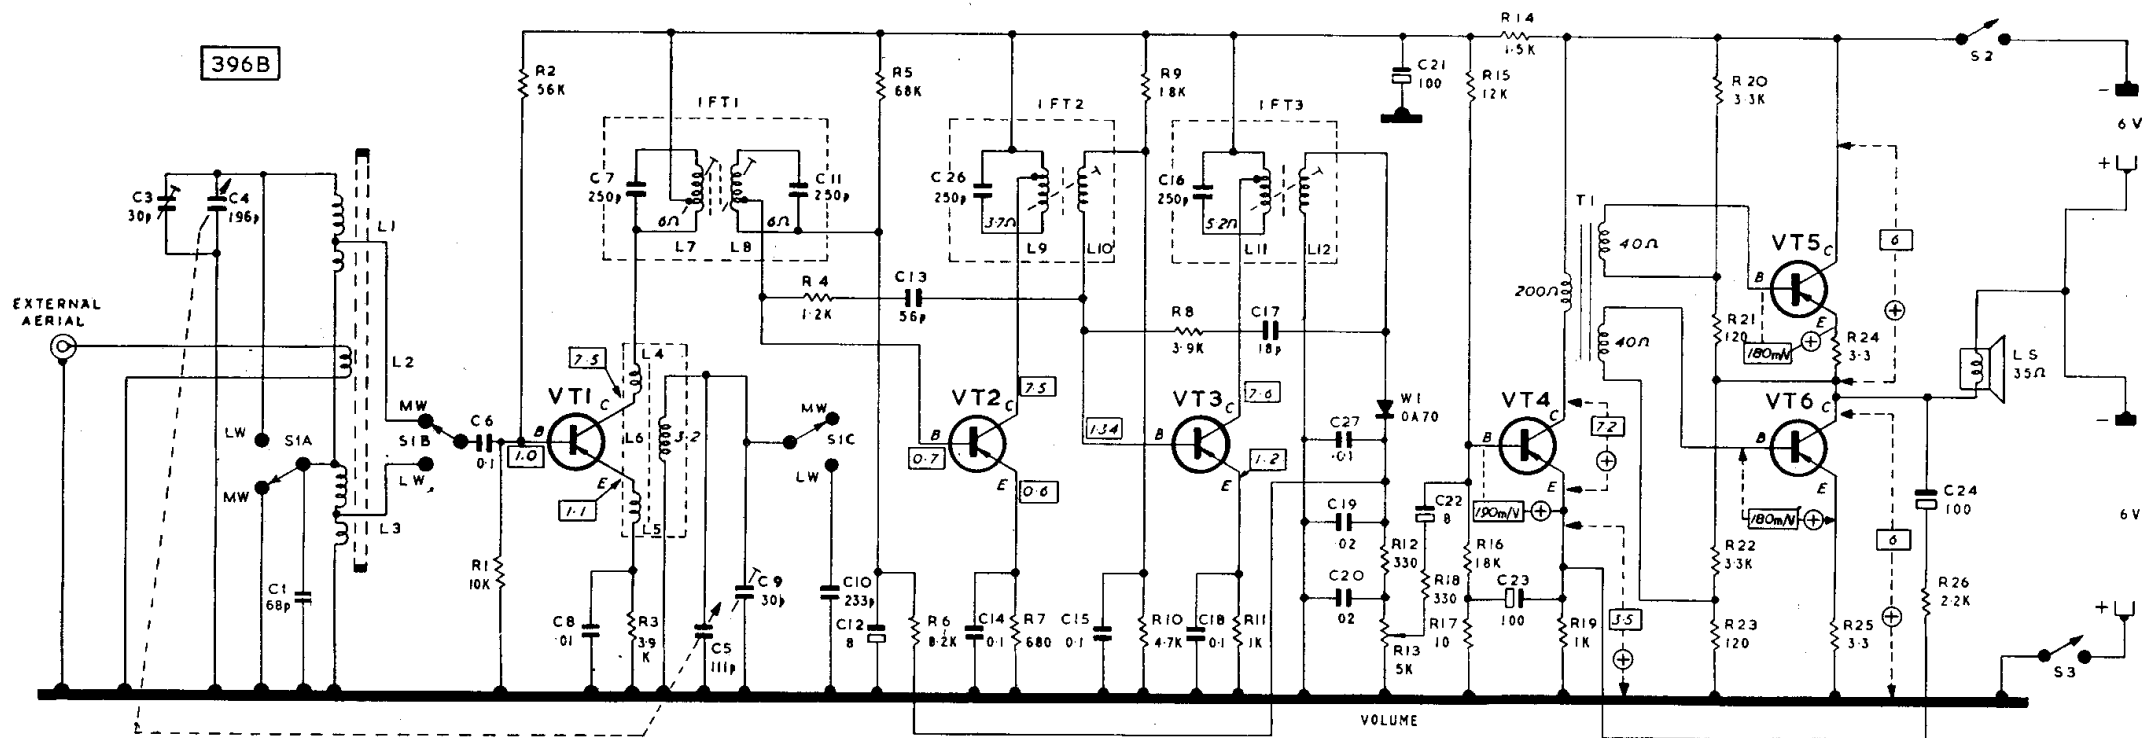 396B
EXTERNAL
AERIAL
C3
30p
C4
196p
L1
L2
L3
LW
S1A
MW
C1
68p
MW
S1B
LW
C6
0.1
R1
10K
R2
56K
1.0
B
VT1
C
E
7.5
1.1
L4
L6
3.2
L5
C8
.01
R3
3.9
K
C5
111p
C9
30p
MW
S1C
LW
C10
233p
IFT1
C7
250p
6Ω
L7
L8
6Ω
C11
250p
R5
68K
R4
1.2K
C13
56p
C12
8
R6
8.2K
0.7
B
VT2
C
E
7.5
0.6
C14
0.1
R7
680
IFT2
C26
250p
3.7Ω
L9
L10
R9
18K
R8
3.9K
C17
18p
C15
0.1
R10
4.7K
1.34
B
VT3
C
E
7.6
1.2
C18
0.1
R11
1K
IFT3
C16
250p
5.2Ω
L11
L12
W1
OA70
C27
.01
C19
.02
C20
.02
R12
330
R13
5K
VOLUME
C21
100
R14
1.5K
R15
12K
C22
8
R18
330
R16
18K
R17
10
C23
100
B
VT4
C
E
190m/V
7.2
3.5
R19
1K
T1
200Ω
40Ω
40Ω
R20
3.3K
R21
120
R22
3.3K
R23
120
VT5
B
C
E
180m/V
R24
3.3
6
VT6
B
C
E
180m/V
R25
3.3
6
C24
100
R26
2.2K
LS
35Ω
S2
-
6V
+
-
6V
+
S3